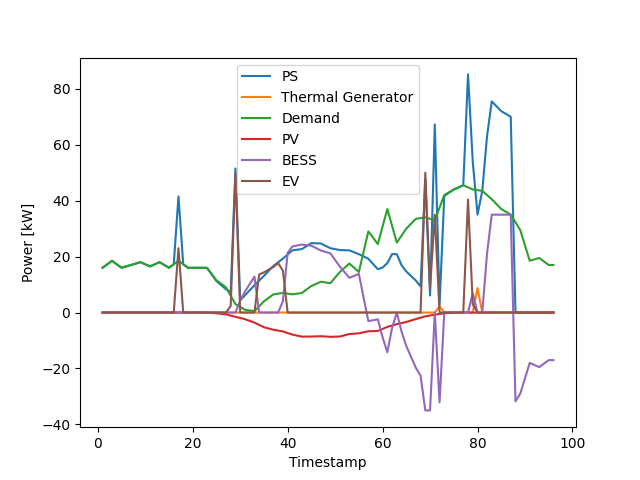 PS
Thermal Generator
Demand
PV
BESS
EV
Power [kW]
80
60
40
20
0
−20
−40
0 20 40 60 80 100
Timestamp